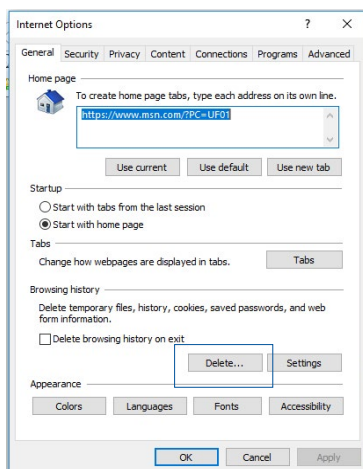 Internet Options ? ×
General Security Privacy Content Connections Programs Advanced
Home page
To create home page tabs, type each address on its own line.
https://www.msn.com/?PC=UF01
Use current Use default Use new tab
Startup
Start with tabs from the last session
Start with home page
Tabs
Change how webpages are displayed in tabs. Tabs
Browsing history
Delete temporary files, history, cookies, saved passwords, and web
form information.
Delete browsing history on exit
Delete... Settings
Appearance
Colors Languages Fonts Accessibility
OK Cancel Apply